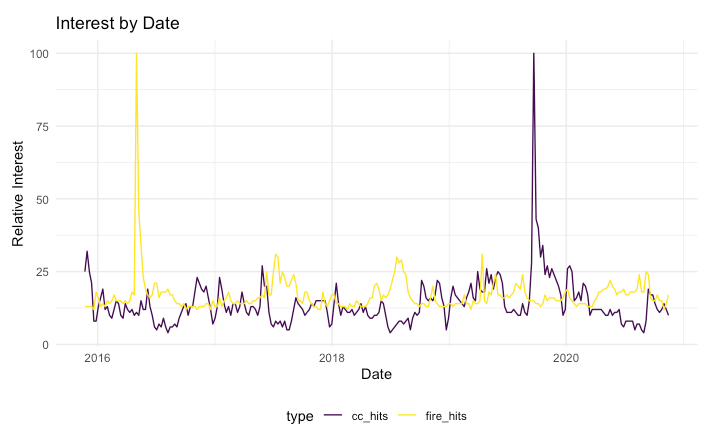 Interest by Date
100
75
50
25
0
Relative Interest
2016 2018 2020
Date
type cc_hits fire_hits